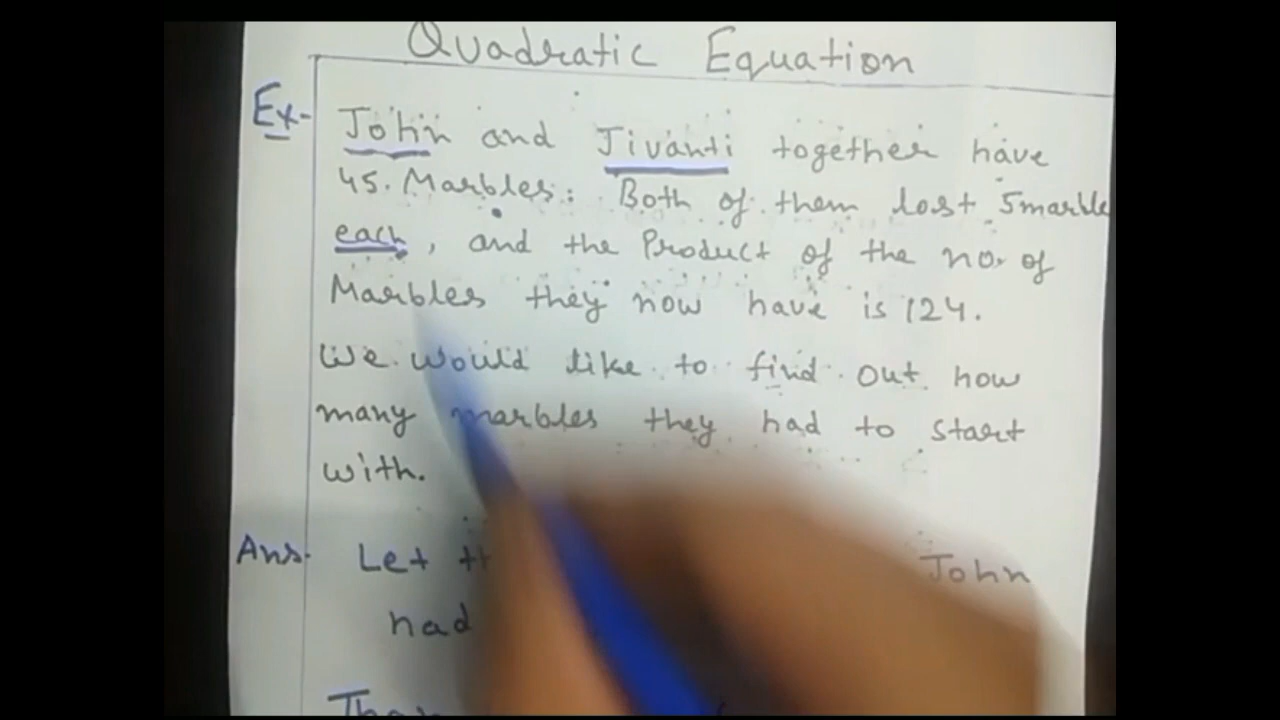 Quadratic Equation
Ex-
John and Jivanti together have
45. Marbles. Both of them lost 5 marble
each, and the Product of the no. of
Marbles they now have is 124.
We would like to find out how
many marbles they had to start
with.
Ans. Let John
had